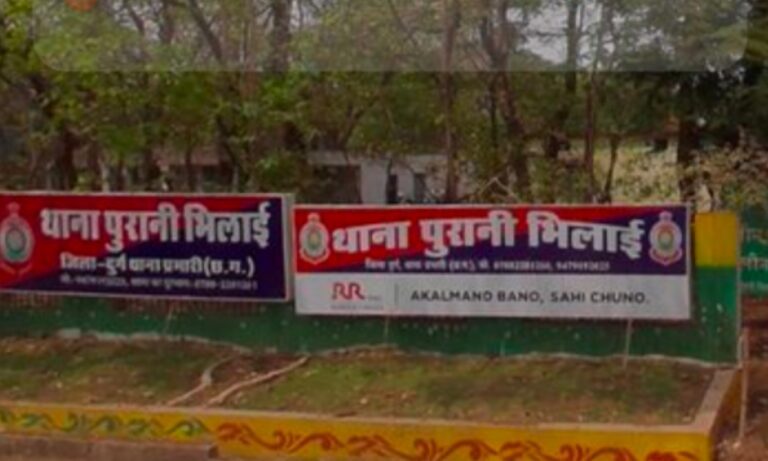 थाना पुरानी भिलाई
जिला-दुर्ग थाना प्रभारी(छ.ग.)
थाना पुरानी भिलाई
RR
AKALMAND BANO, SAHI CHUNO.